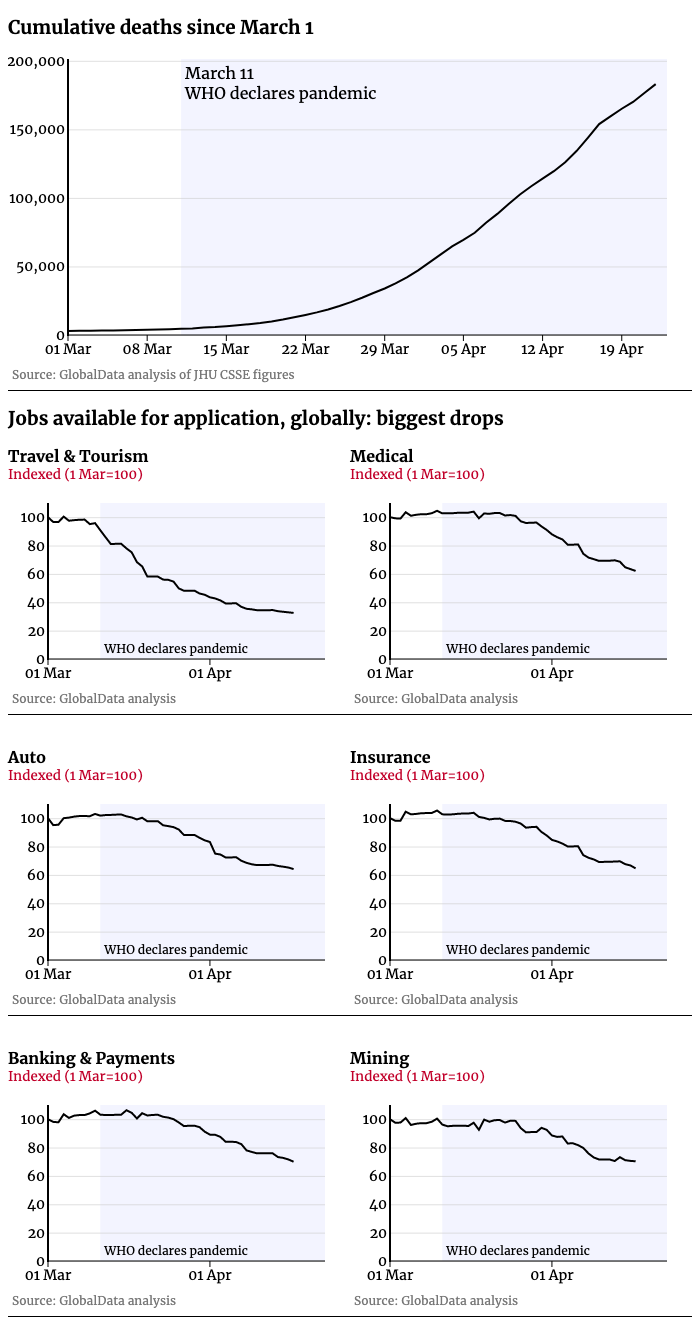 Cumulative deaths since March 1
200,000
March 11
WHO declares pandemic
150,000
100,000
50,000
0
01 Mar 08 Mar 15 Mar 22 Mar 29 Mar 05 Apr 12 Apr 19 Apr
Source: GlobalData analysis of JHU CSSE figures
Jobs available for application, globally: biggest drops
Travel & Tourism
Indexed (1 Mar=100)
100
80
60
40
20
WHO declares pandemic
0
01 Mar 01 Apr
Source: GlobalData analysis
Medical
Indexed (1 Mar=100)
100
80
60
40
20
WHO declares pandemic
0
01 Mar 01 Apr
Source: GlobalData analysis
Auto
Indexed (1 Mar=100)
100
80
60
40
20
WHO declares pandemic
0
01 Mar 01 Apr
Source: GlobalData analysis
Insurance
Indexed (1 Mar=100)
100
80
60
40
20
WHO declares pandemic
0
01 Mar 01 Apr
Source: GlobalData analysis
Banking & Payments
Indexed (1 Mar=100)
100
80
60
40
20
WHO declares pandemic
0
01 Mar 01 Apr
Source: GlobalData analysis
Mining
Indexed (1 Mar=100)
100
80
60
40
20
WHO declares pandemic
0
01 Mar 01 Apr
Source: GlobalData analysis